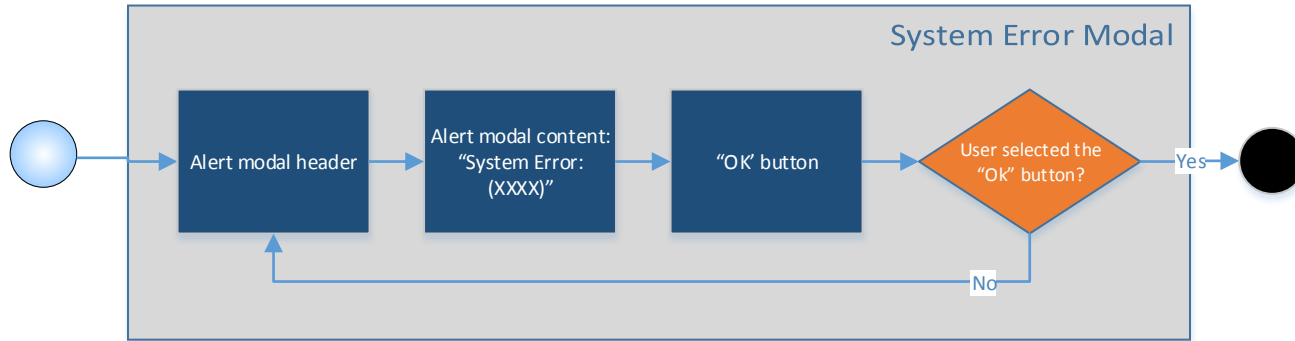 System Error Modal
Alert modal header
Alert modal content:
“System Error:
(XXXX)”
“OK’ button
User selected the
“Ok” button?
Yes
No